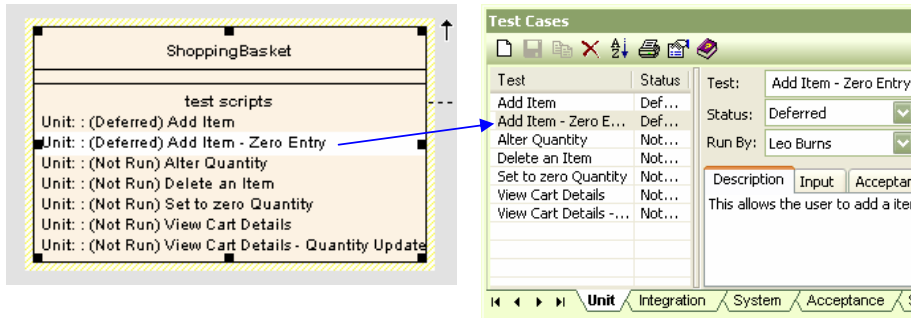 ShoppingBasket
test scripts
Unit: : (Deferred) Add Item
Unit: : (Deferred) Add Item - Zero Entry
Unit: : (Not Run) Alter Quantity
Unit: : (Not Run) Delete an Item
Unit: : (Not Run) Set to zero Quantity
Unit: : (Not Run) View Cart Details
Unit: : (Not Run) View Cart Details - Quantity Update
Test Cases
Test Status
Add Item Def...
Add Item - Zero E... Def...
Alter Quantity Not...
Delete an Item Not...
Set to zero Quantity Not...
View Cart Details Not...
View Cart Details -... Not...
Test: Add Item - Zero Entry
Status: Deferred
Run By: Leo Burns
Description Input Acceptan
This allows the user to add a iter
Unit Integration System Acceptance